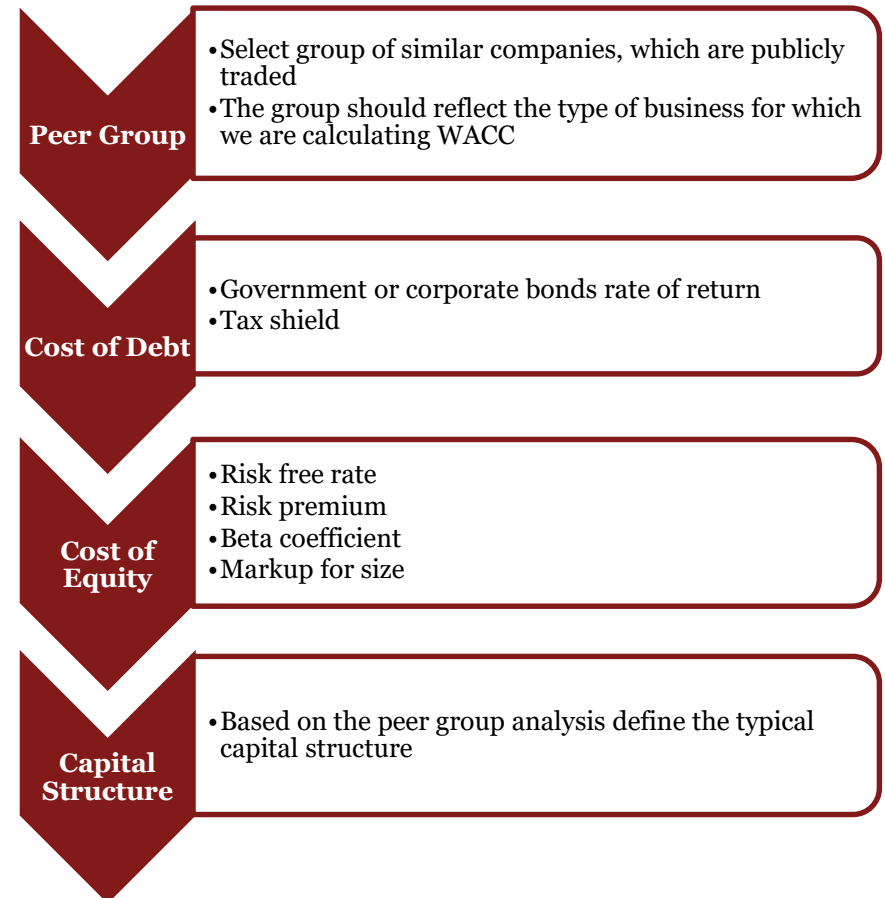 Peer Group
•Select group of similar companies, which are publicly
traded
•The group should reflect the type of business for which
we are calculating WACC
Cost of Debt
•Government or corporate bonds rate of return
•Tax shield
Cost of
Equity
•Risk free rate
•Risk premium
•Beta coefficient
•Markup for size
Capital
Structure
•Based on the peer group analysis define the typical
capital structure